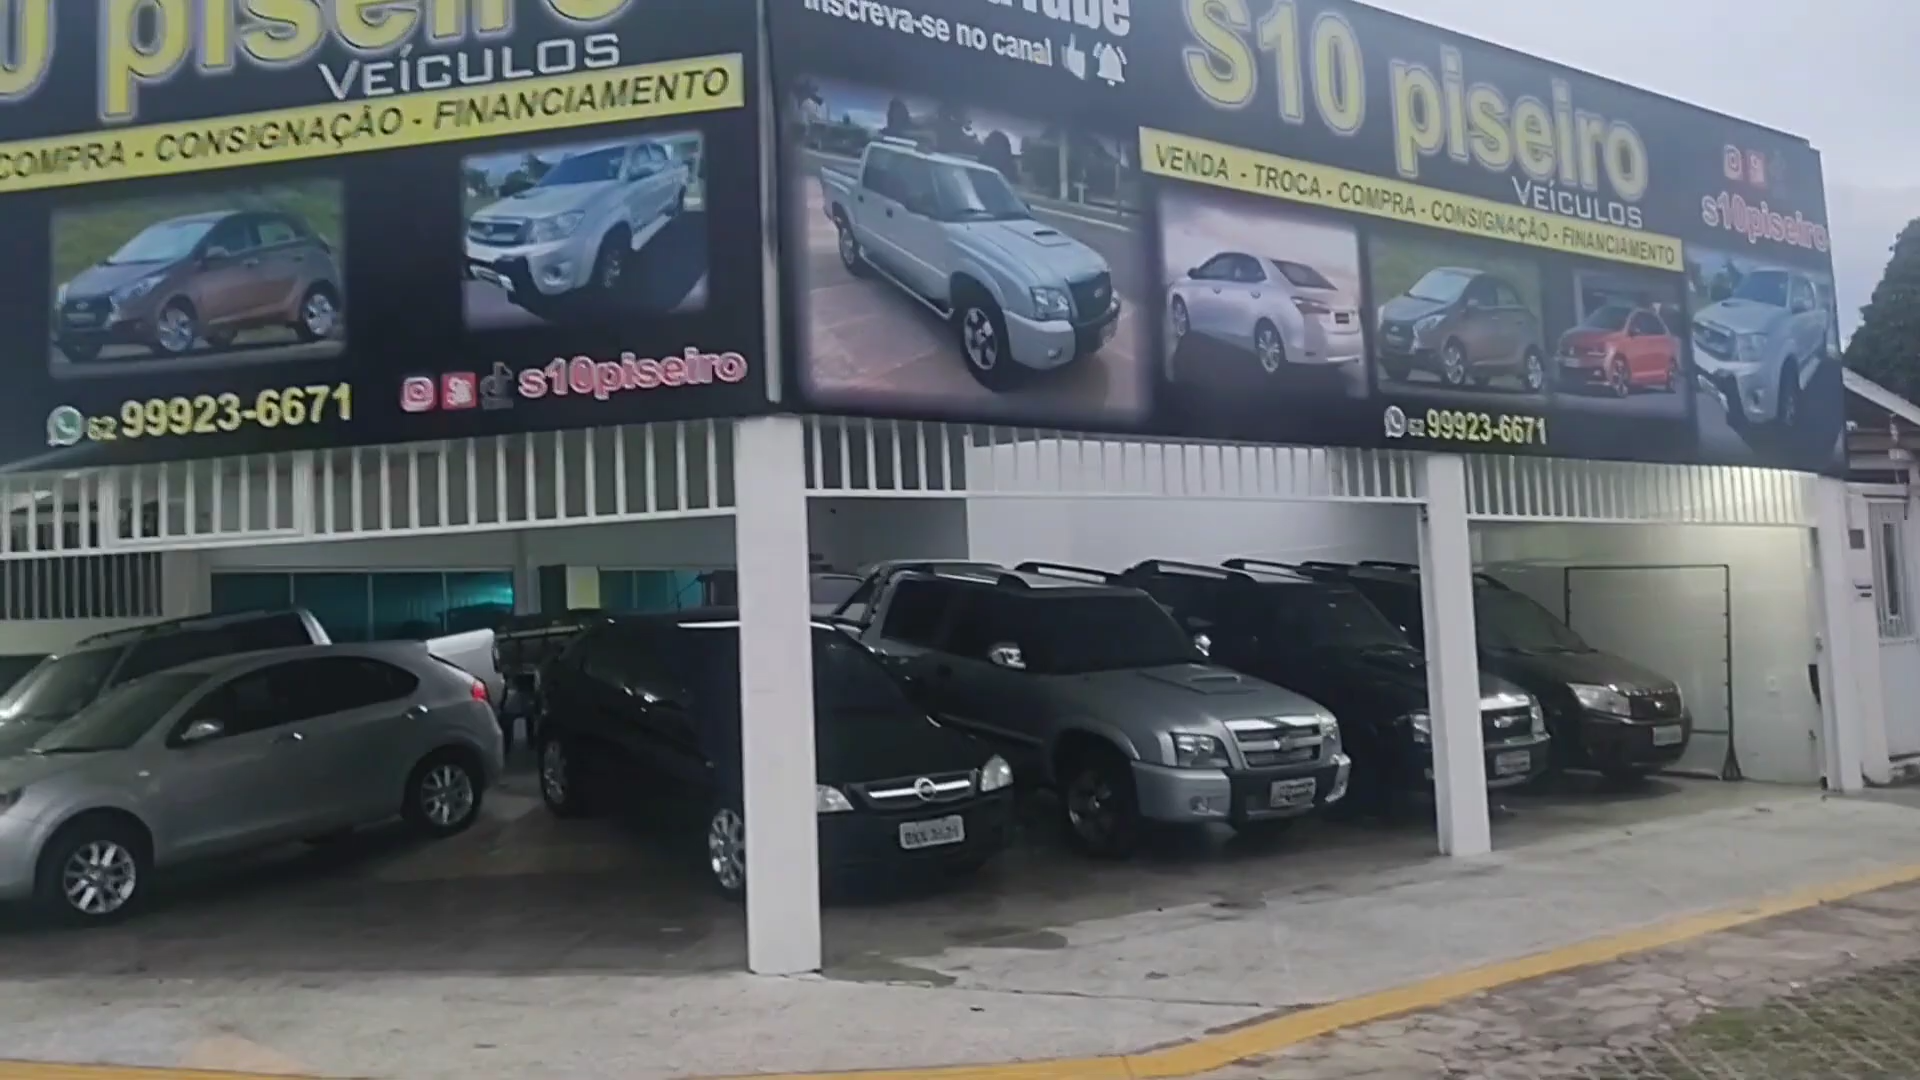 piseiro
VEÍCULOS
COMPRA - CONSIGNAÇÃO - FINANCIAMENTO
62 99923-6671
s10piseiro
Inscreva-se no canal
S10 piseiro
VEÍCULOS
VENDA - TROCA - COMPRA - CONSIGNAÇÃO - FINANCIAMENTO
s10piseiro
62 99923-6671